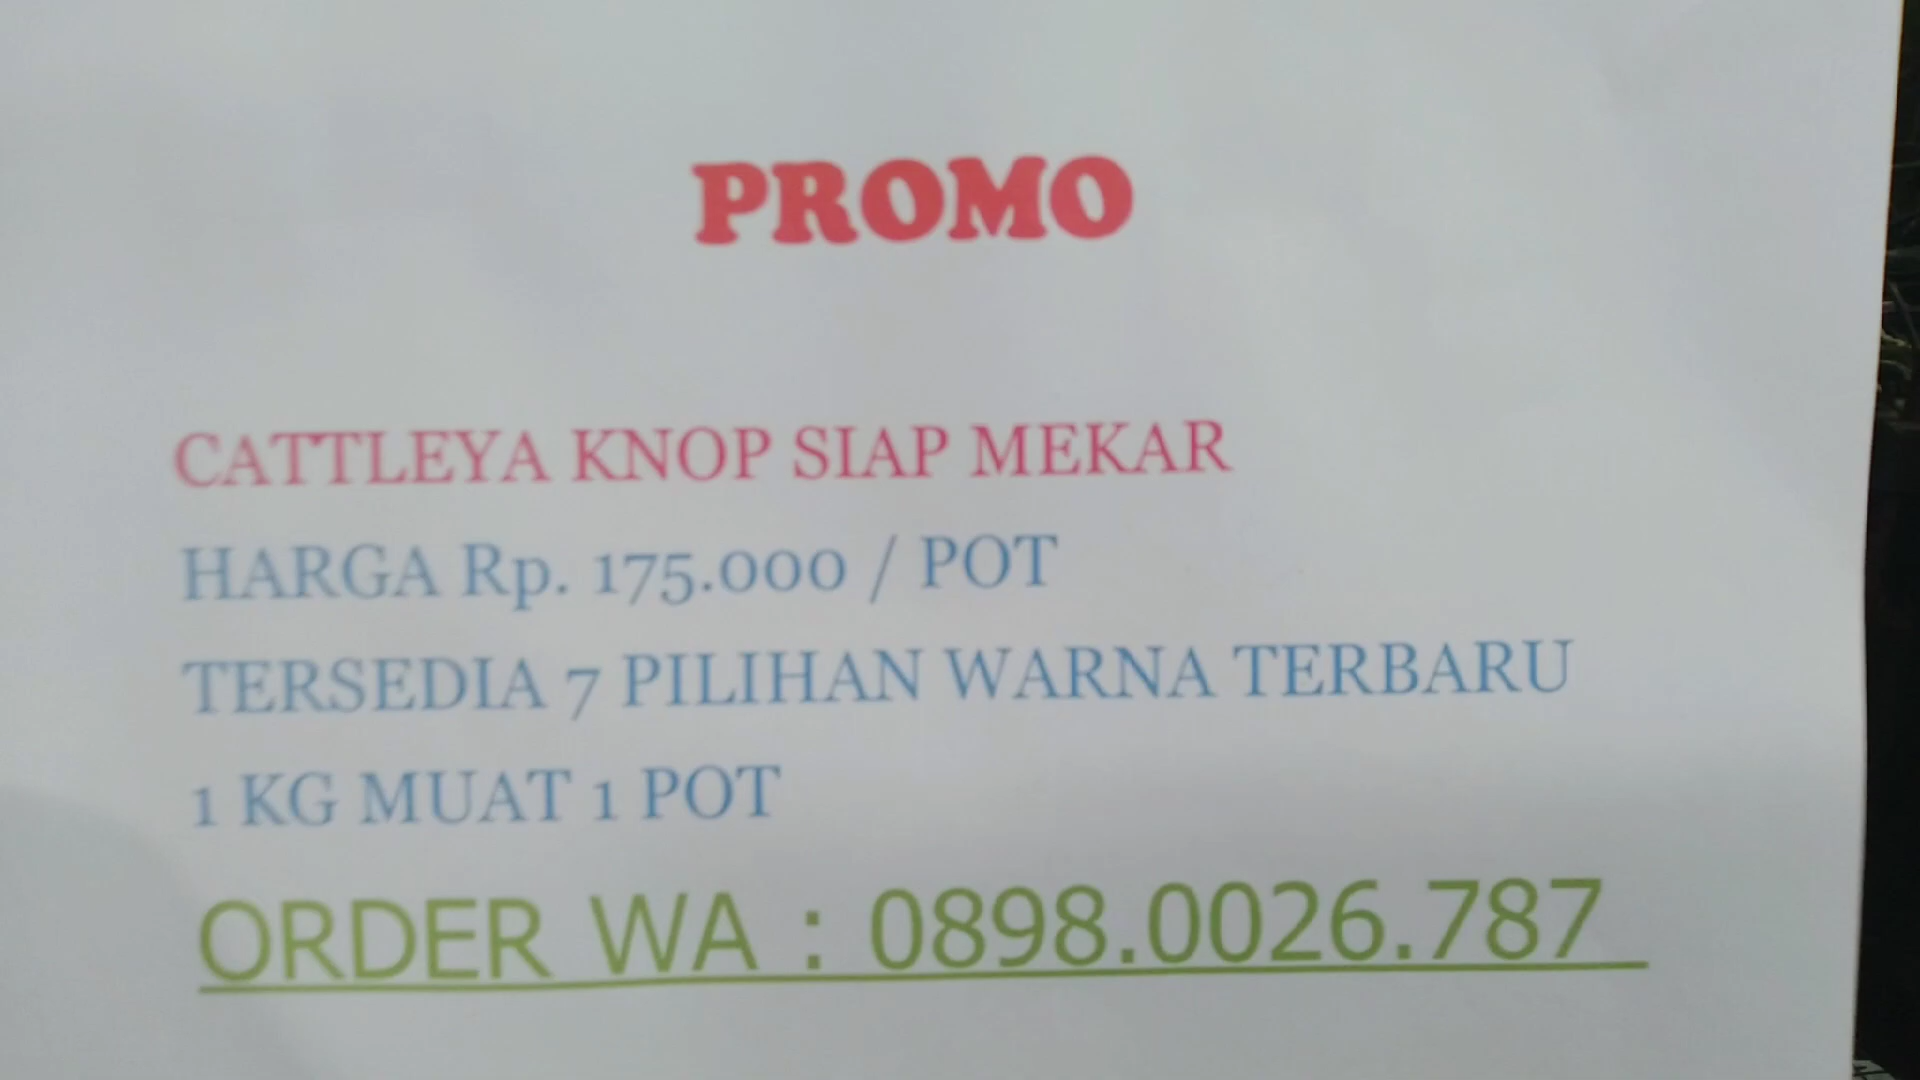 PROMO
CATTLEYA KNOP SIAP MEKAR
HARGA Rp. 175.000 / POT
TERSEDIA 7 PILIHAN WARNA TERBARU
1 KG MUAT 1 POT
ORDER WA : 0898.0026.787